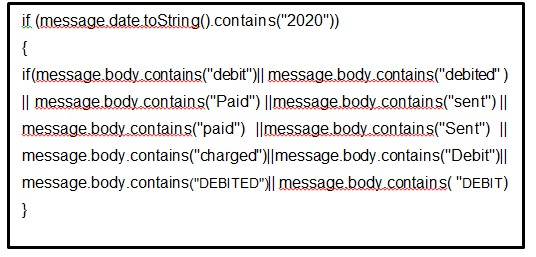 if (message.date.toString().contains("2020"))
{
if(message.body.contains("debit")|| message.body.contains("debited" )
|| message.body.contains("Paid") ||message.body.contains("sent") ||
message.body.contains("paid") ||message.body.contains("Sent") ||
message.body.contains("charged")||message.body.contains("Debit")||
message.body.contains("DEBITED")|| message.body.contains( "DEBIT)
}